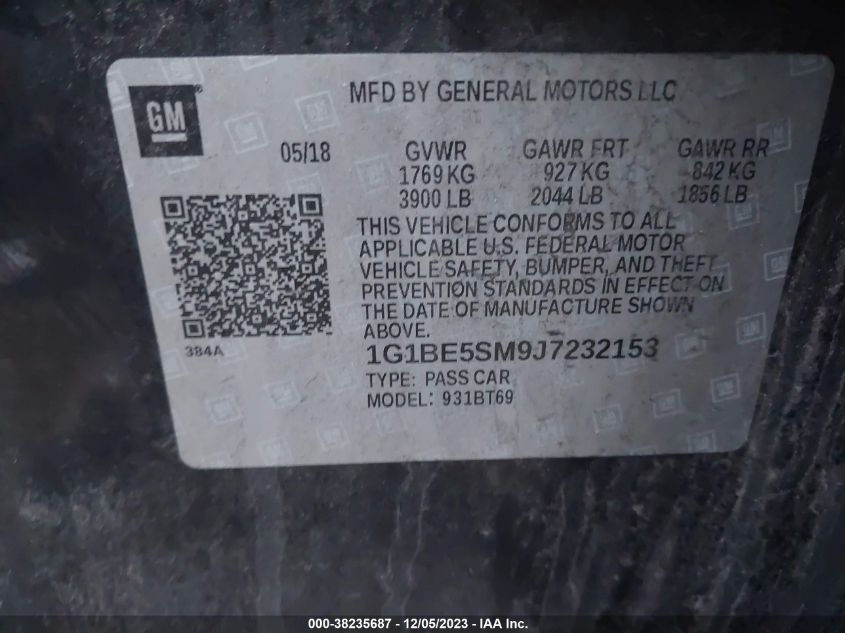 GM
MFD BY GENERAL MOTORS LLC
05/18 GVWR GAWR FRT GAWR RR
1769 KG 927 KG 842 KG
3900 LB 2044 LB 1856 LB
THIS VEHICLE CONFORMS TO ALL
APPLICABLE U.S. FEDERAL MOTOR
VEHICLE SAFETY, BUMPER, AND THEFT
PREVENTION STANDARDS IN EFFECT ON
THE DATE OF MANUFACTURE SHOWN
ABOVE.
384A
1G1BE5SM9J7232153
TYPE: PASS CAR
MODEL: 931BT69
000-38235687 - 12/05/2023 - IAA Inc.